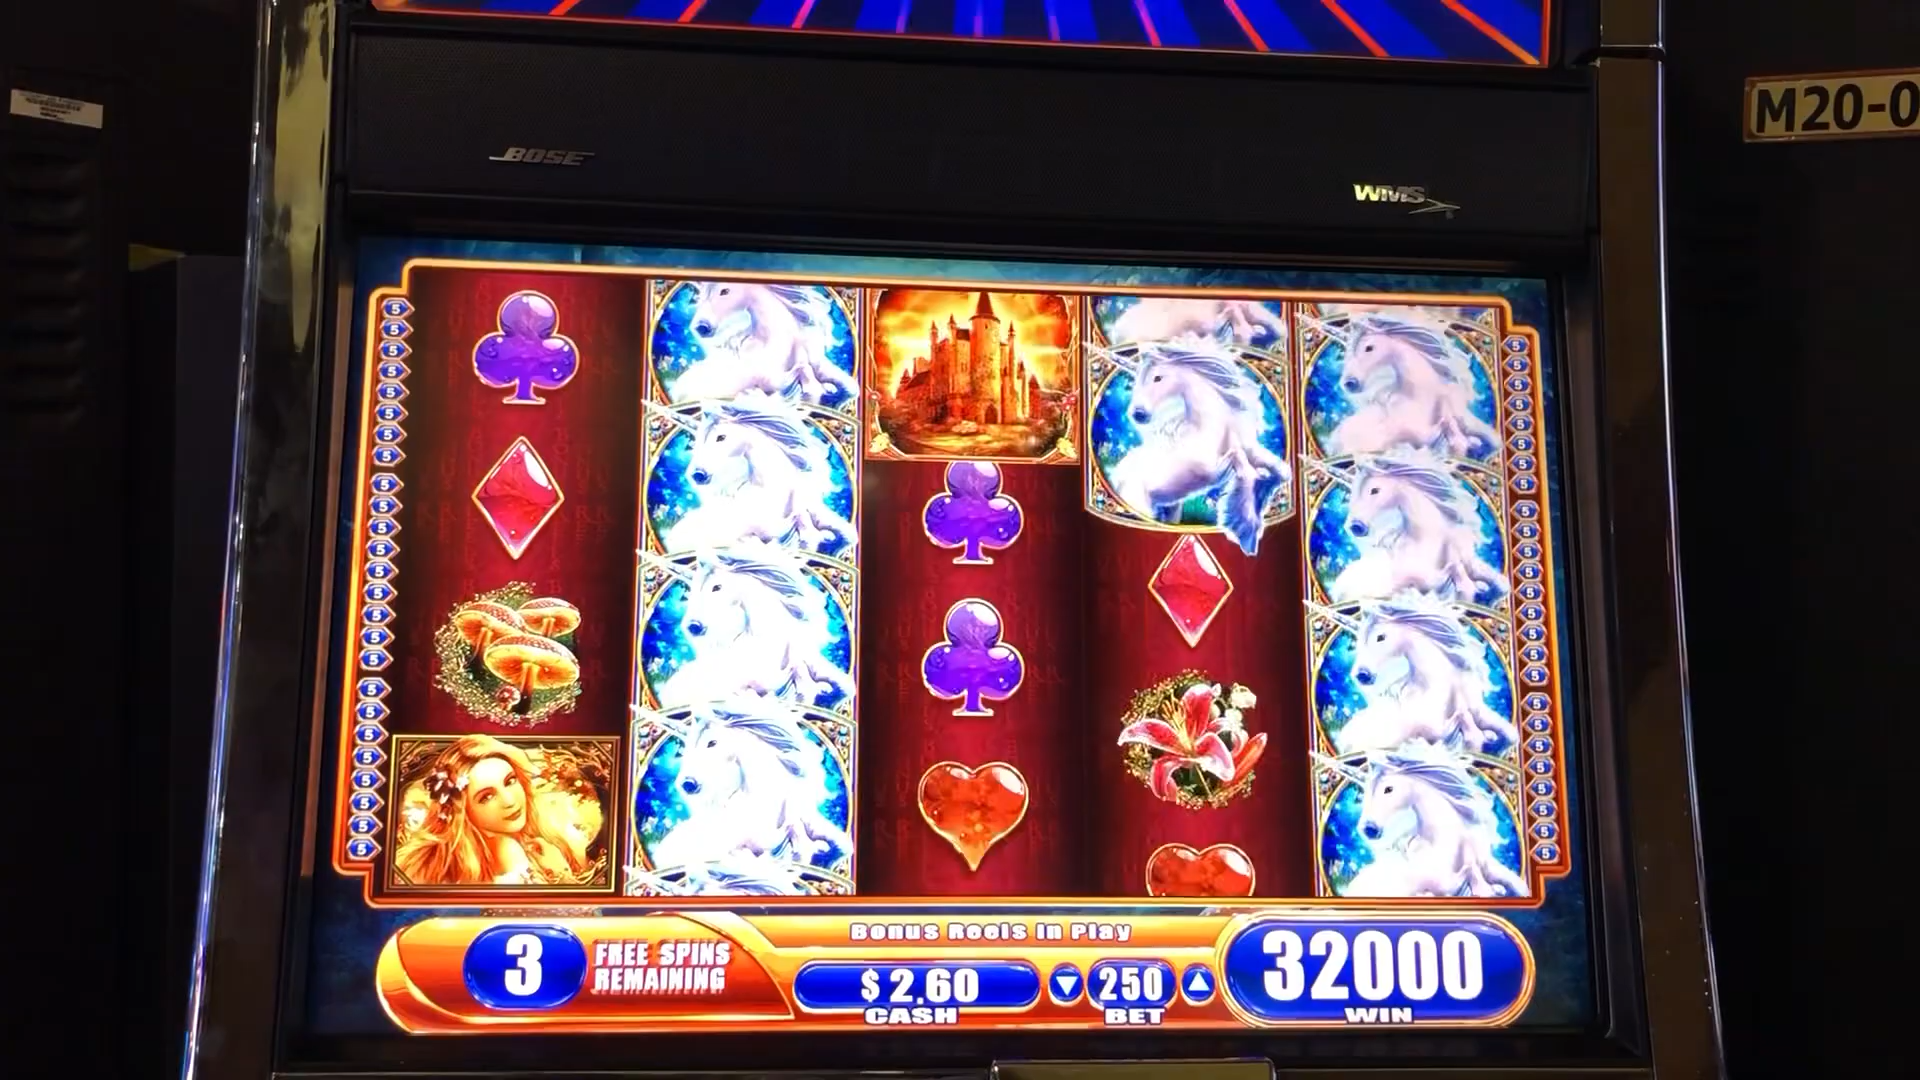 BOSE
WMS
M20-0
3
FREE SPINS
REMAINING
Bonus Reels In Play
$2.60
CASH
250
BET
32000
WIN